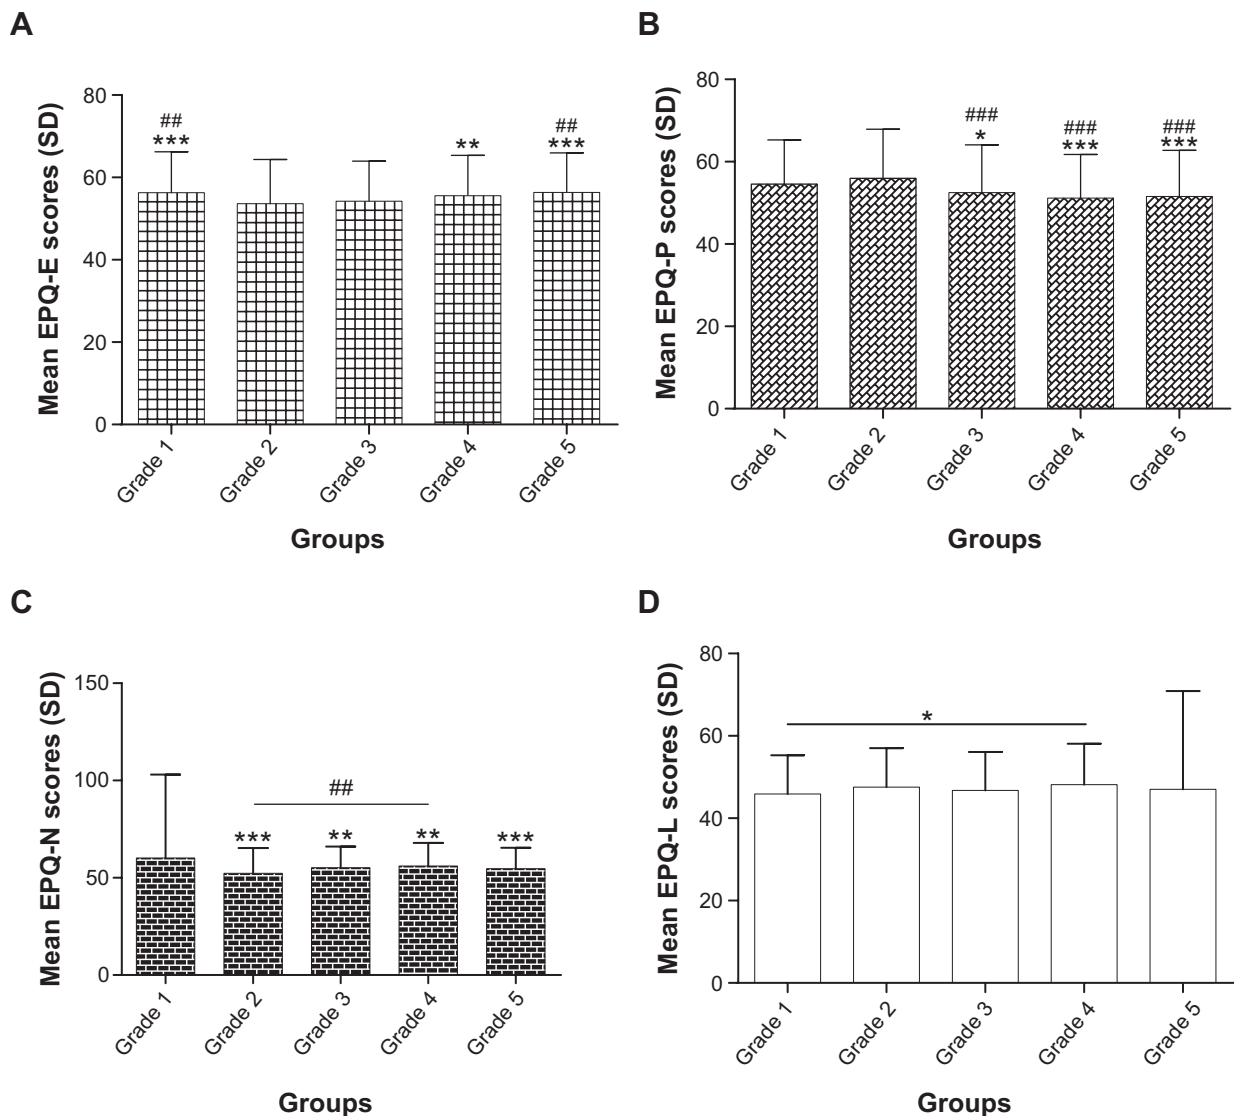 A
Mean EPQ-E scores (SD)
80
60
40
20
0
##
***
**
##
***
Grade 1
Grade 2
Grade 3
Grade 4
Grade 5
Groups
B
Mean EPQ-P scores (SD)
80
60
40
20
0
###
*
###
***
###
***
Grade 1
Grade 2
Grade 3
Grade 4
Grade 5
Groups
C
Mean EPQ-N scores (SD)
150
100
50
0
##
***
**
**
***
Grade 1
Grade 2
Grade 3
Grade 4
Grade 5
Groups
D
Mean EPQ-L scores (SD)
80
60
40
20
0
*
Grade 1
Grade 2
Grade 3
Grade 4
Grade 5
Groups